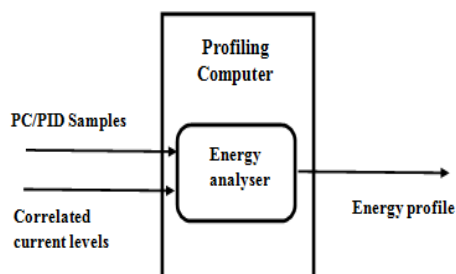 Profiling
Computer
PC/PID Samples
Energy
analyser
Energy profile
Correlated
current levels